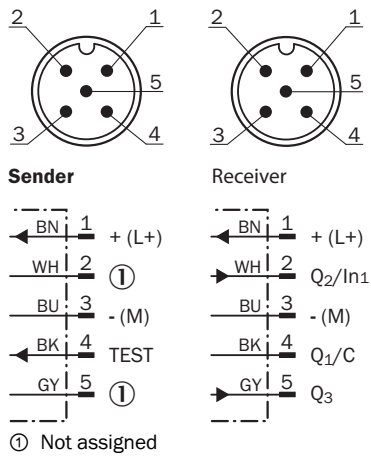 2 1 2 1
5 5
3 4 3 4
Sender Receiver
BN 1 + (L+) BN 1 + (L+)
WH 2 ① WH 2 Q2/In1
BU 3 - (M) BU 3 - (M)
BK 4 TEST BK 4 Q1/C
GY 5 ① GY 5 Q3
① Not assigned